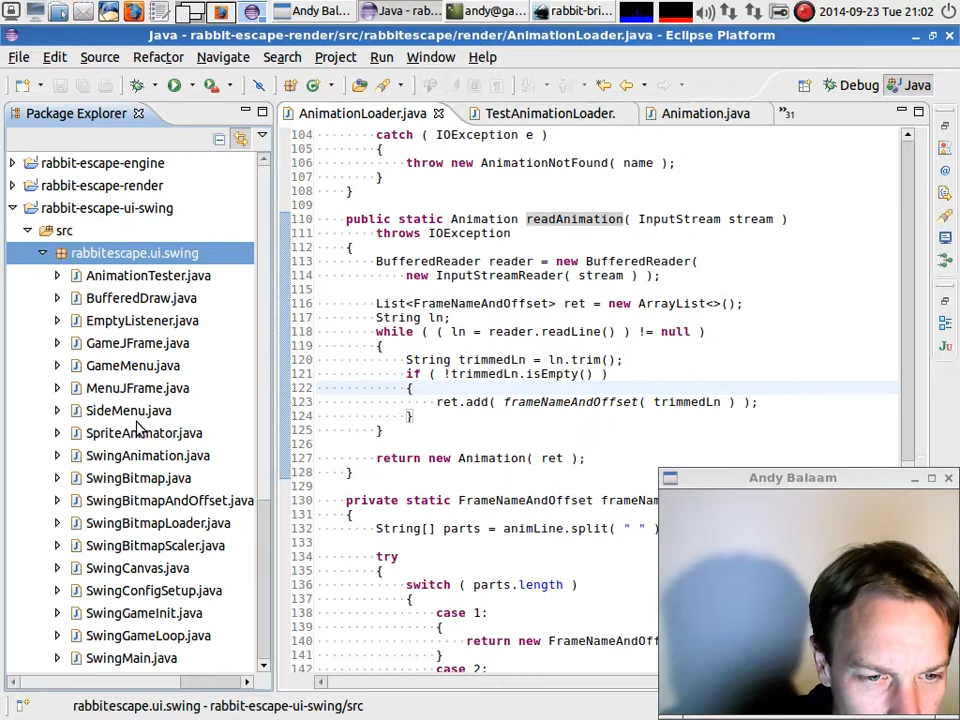 Andy Bal...
Java - rab...
andy@ga...
rabbit-bri...
2014-09-23 Tue 21:02
Java - rabbit-escape-render/src/rabbitescape/render/AnimationLoader.java - Eclipse Platform
File Edit Source Refactor Navigate Search Project Run Window Help
Debug Java
Package Explorer
AnimationLoader.java TestAnimationLoader. Animation.java »31
rabbit-escape-engine
rabbit-escape-render
rabbit-escape-ui-swing
src
rabbitescape.ui.swing
AnimationTester.java
BufferedDraw.java
EmptyListener.java
GameJFrame.java
GameMenu.java
MenuJFrame.java
SideMenu.java
SpriteAnimator.java
SwingAnimation.java
SwingBitmap.java
SwingBitmapAndOffset.java
SwingBitmapLoader.java
SwingBitmapScaler.java
SwingCanvas.java
SwingConfigSetup.java
SwingGameInit.java
SwingGameLoop.java
SwingMain.java
104 catch ( IOException e )
105 {
106 throw new AnimationNotFound( name );
107 }
108 }
109
110 public static Animation readAnimation( InputStream stream )
111 throws IOException
112 {
113 BufferedReader reader = new BufferedReader(
114 new InputStreamReader( stream ) );
115
116 List<FrameNameAndOffset> ret = new ArrayList<>();
117 String ln;
118 while ( ( ln = reader.readLine() ) != null )
119 {
120 String trimmedLn = ln.trim();
121 if ( !trimmedLn.isEmpty() )
122 {
123 ret.add( frameNameAndOffset( trimmedLn ) );
124 }
125 }
126
127 return new Animation( ret );
128 }
129
130 private static FrameNameAndOffset frameNam
131 {
132 String[] parts = animLine.split( " " )
133
134 try
135 {
136 switch ( parts.length )
137 {
138 case 1:
139 {
140 return new FrameNameAndOff
141 }
142 case 2:
Andy Balaam
rabbitescape.ui.swing - rabbit-escape-ui-swing/src